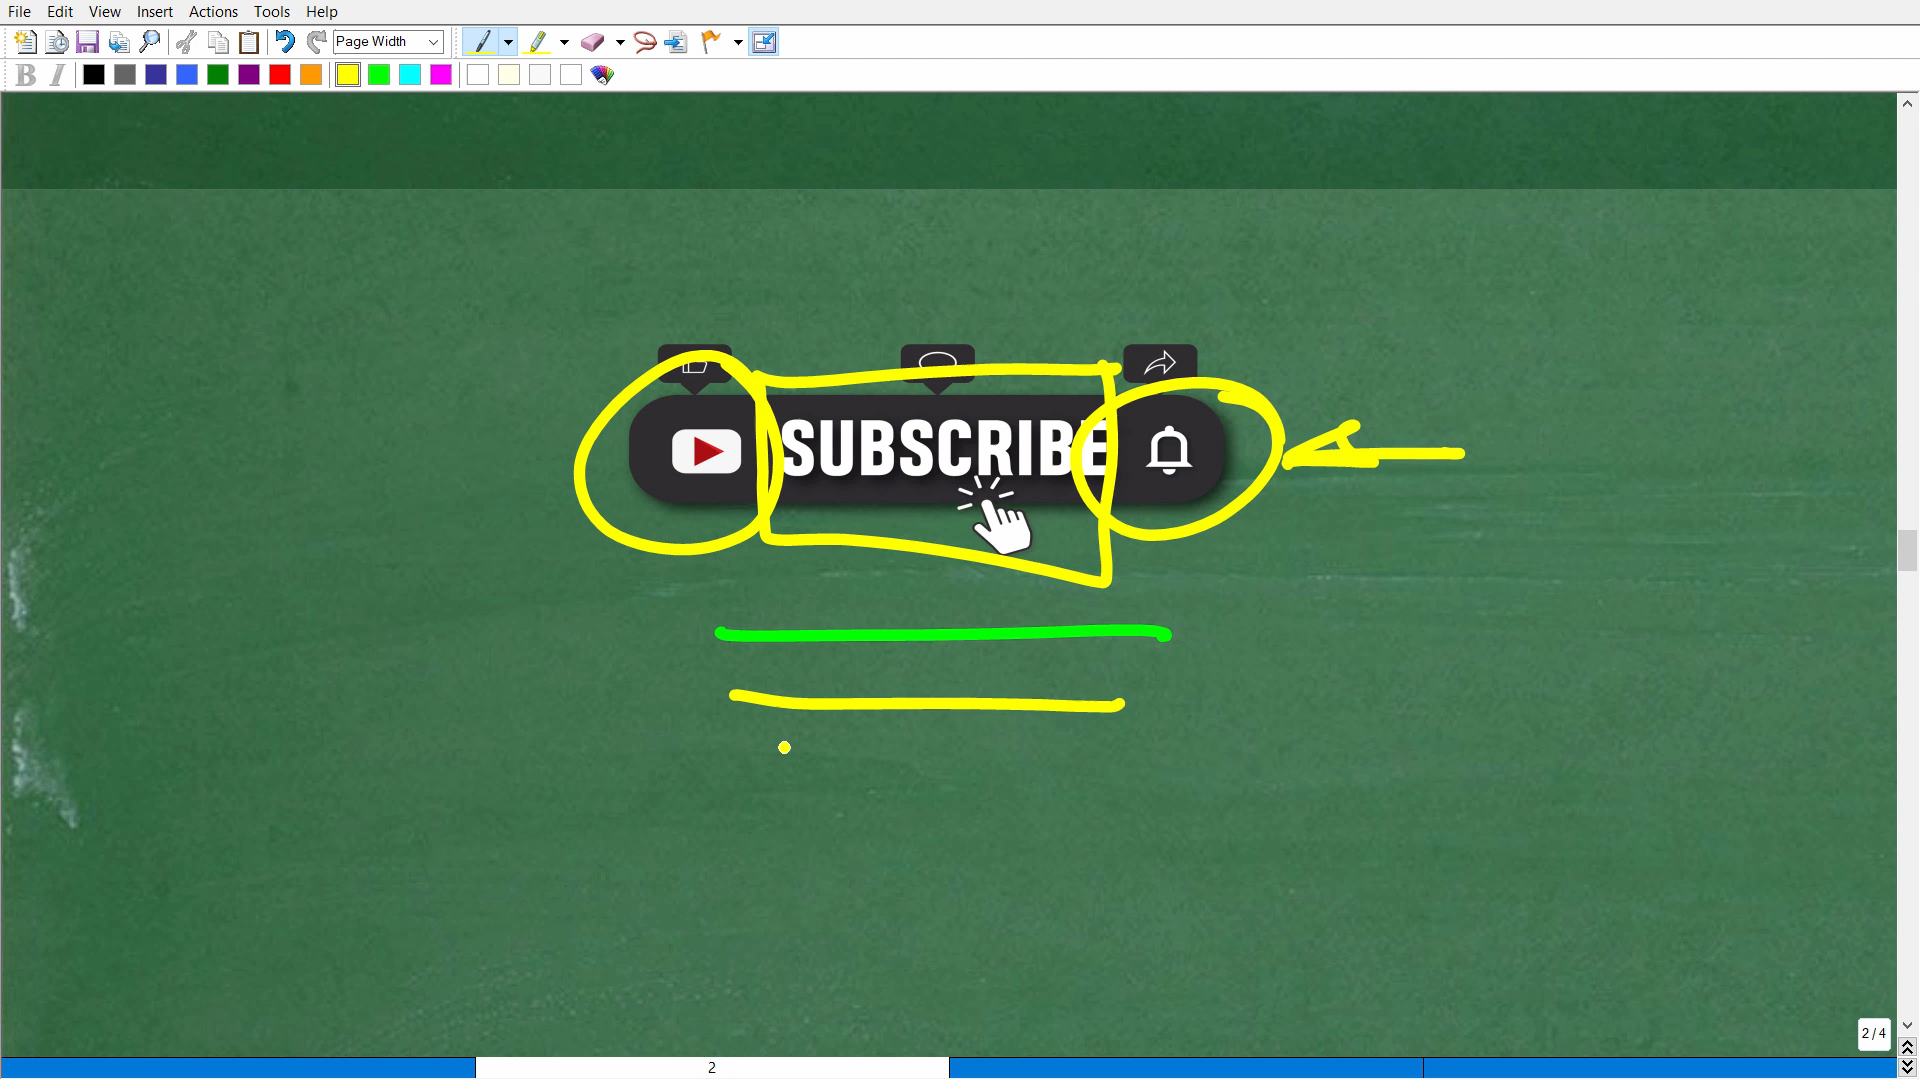 File Edit View Insert Actions Tools Help
Page Width
B I
SUBSCRIBE
2 / 4
2